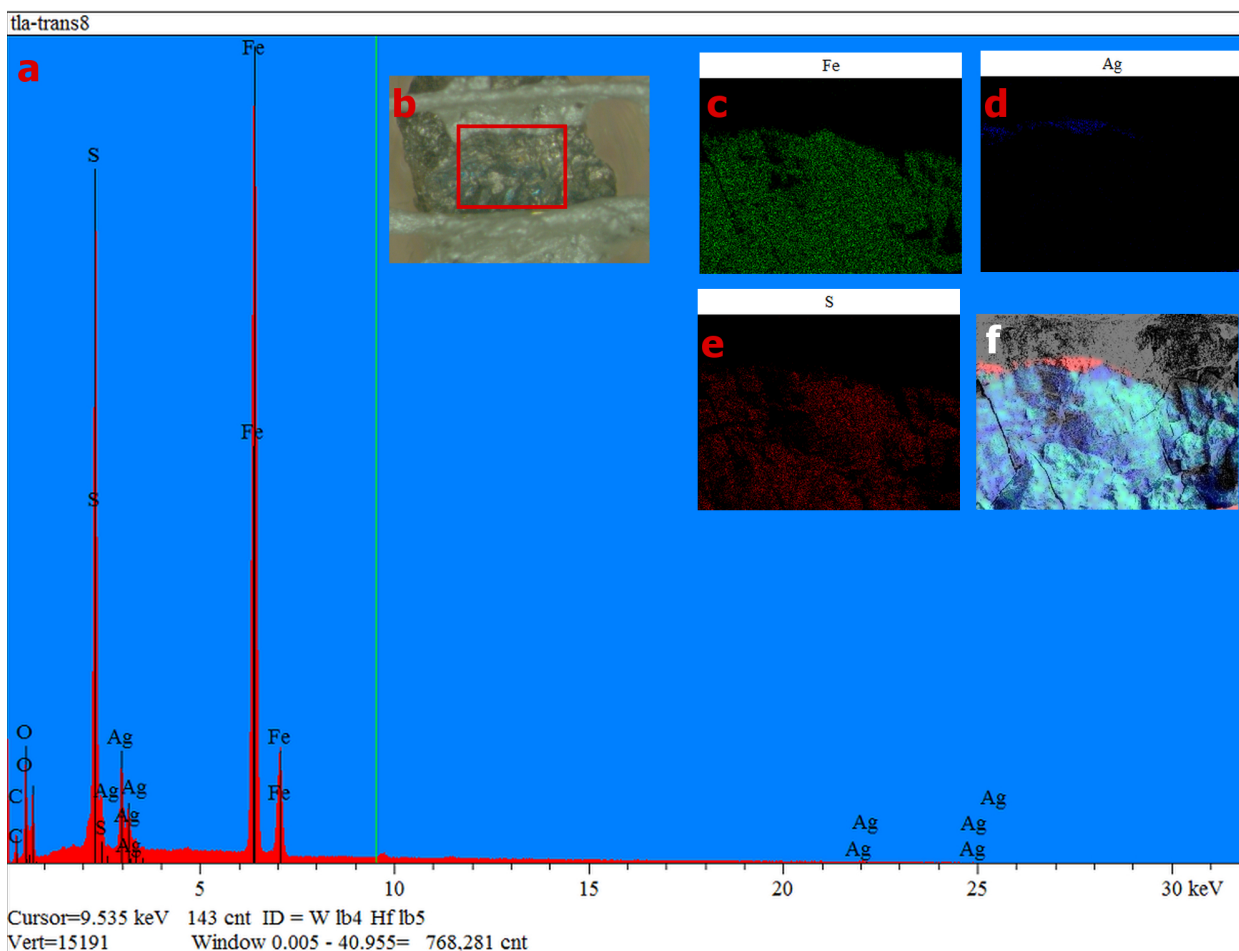 tla-trans8
a
Fe
b
Fe
c
Ag
d
S
Fe
S
S
e
f
O
Ag
Fe
O
C
Ag
Ag
Fe
Ag
Ag
S
Ag
Ag
C
Ag
Ag
Ag
5
10
15
20
25
30 keV
Cursor=9.535 keV 143 cnt ID = W lb4 Hf lb5
Vert=15191 Window 0.005 - 40.955= 768,281 cnt